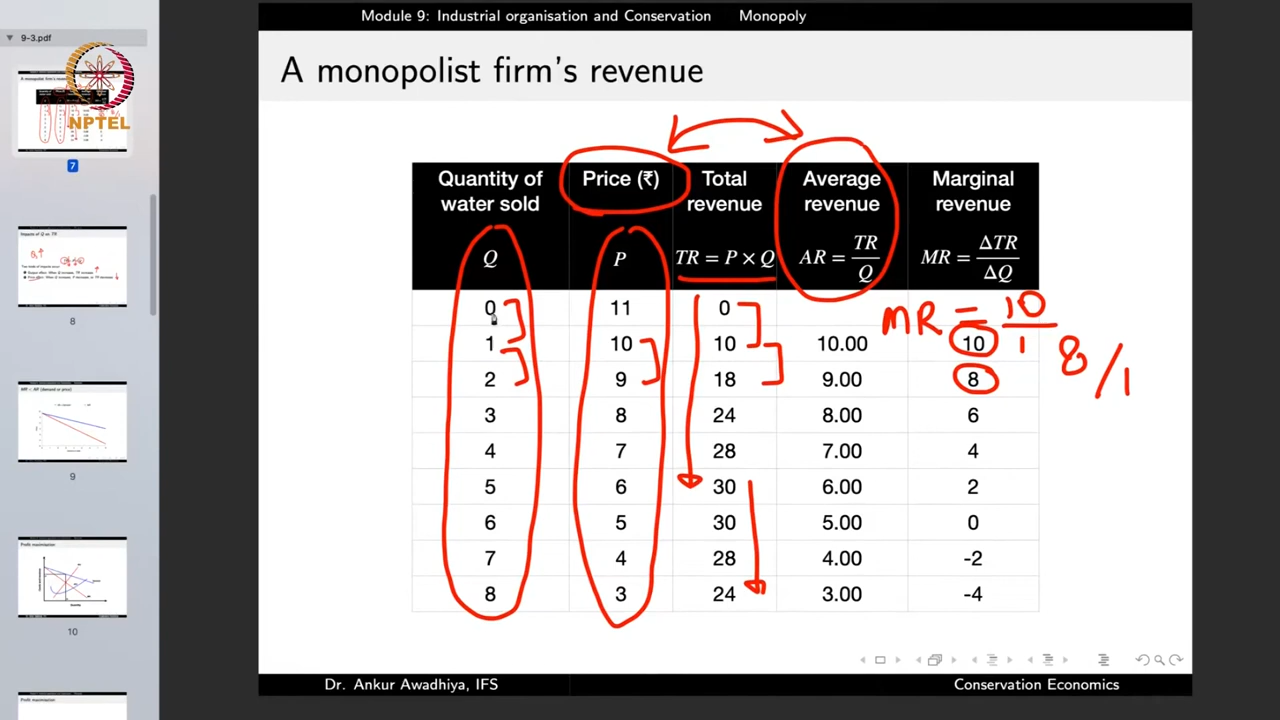 Module 9: Industrial organisation and Conservation Monopoly
9-3.pdf
NPTEL
7
8
9
10
A monopolist firm's revenue
Quantity of water sold Price (₹) Total revenue Average revenue Marginal revenue
Q P TR = P × Q AR = TR/Q MR = ΔTR/ΔQ
0 11 0
1 10 10 10.00 10
2 9 18 9.00 8
3 8 24 8.00 6
4 7 28 7.00 4
5 6 30 6.00 2
6 5 30 5.00 0
7 4 28 4.00 -2
8 3 24 3.00 -4
MR = 10/1
8/1
Dr. Ankur Awadhiya, IFS Conservation Economics